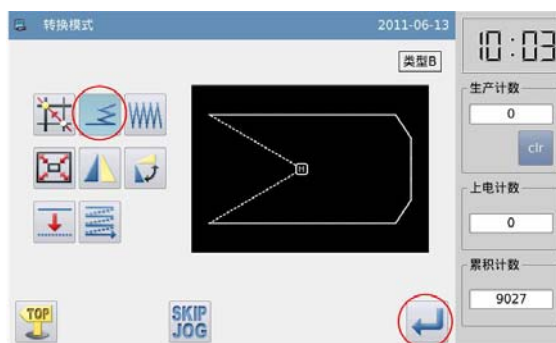 转换模式 2011-06-13
类型B
10:03
生产计数
0
clr
上电计数
0
累积计数
9027
H
TOP
SKIP
JOG